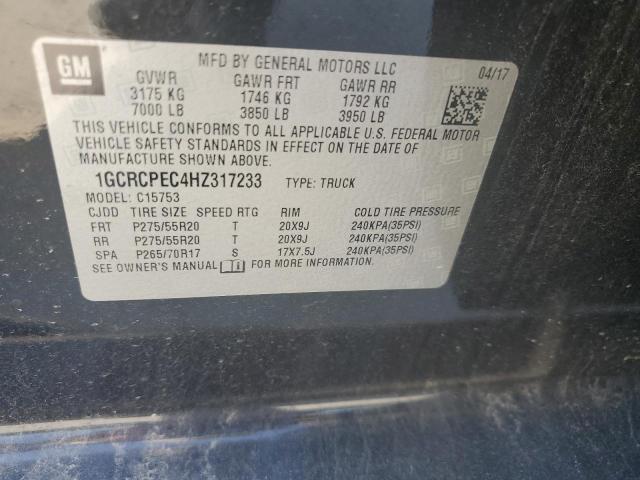 GM
MFD BY GENERAL MOTORS LLC 04/17
GVWR GAWR FRT GAWR RR
3175 KG 1746 KG 1792 KG
7000 LB 3850 LB 3950 LB
THIS VEHICLE CONFORMS TO ALL APPLICABLE U.S. FEDERAL MOTOR
VEHICLE SAFETY STANDARDS IN EFFECT ON THE DATE OF
MANUFACTURE SHOWN ABOVE.
1GCRCPEC4HZ317233 TYPE: TRUCK
MODEL: C15753
CJDD TIRE SIZE SPEED RTG RIM COLD TIRE PRESSURE
FRT P275/55R20 T 20X9J 240KPA(35PSI)
RR P275/55R20 T 20X9J 240KPA(35PSI)
SPA P265/70R17 S 17X7.5J 240KPA(35PSI)
SEE OWNER'S MANUAL FOR MORE INFORMATION.